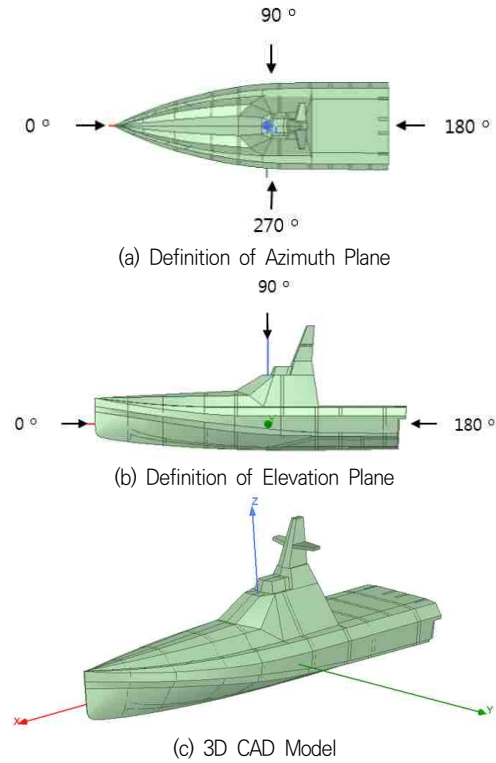 90 °
0 °
180 °
270 °
(a) Definition of Azimuth Plane
90 °
0 °
180 °
(b) Definition of Elevation Plane
Z
X
Y
(c) 3D CAD Model